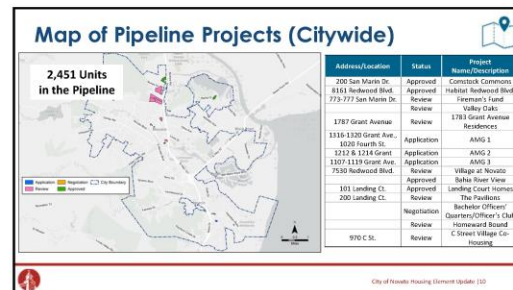 Map of Pipeline Projects (Citywide)
2,451 Units
in the Pipeline
Application
Negotiation
City Boundary
Review
Approved
Address/Location Status Project Name/Description
200 San Marin Dr. Approved Comstock Commons
8161 Redwood Blvd. Approved Habitat Redwood Blvd
773-777 San Marin Dr. Review Fireman's Fund
Review Valley Oaks
1787 Grant Avenue Review 1783 Grant Avenue Residences
1316-1320 Grant Ave., 1020 Fourth St. Application AMG 1
1212 & 1214 Grant Application AMG 2
1107-1119 Grant Ave. Application AMG 3
7530 Redwood Blvd. Review Village at Novato
Approved Bahia River View
101 Landing Ct. Approved Landing Court Homes
200 Landing Ct. Review The Pavilions
Negotiation Bachelor Officers' Quarters/Officer's Club
Review Homeward Bound
970 C St. Review C Street Village Co-Housing
City of Novato Housing Element Update |10